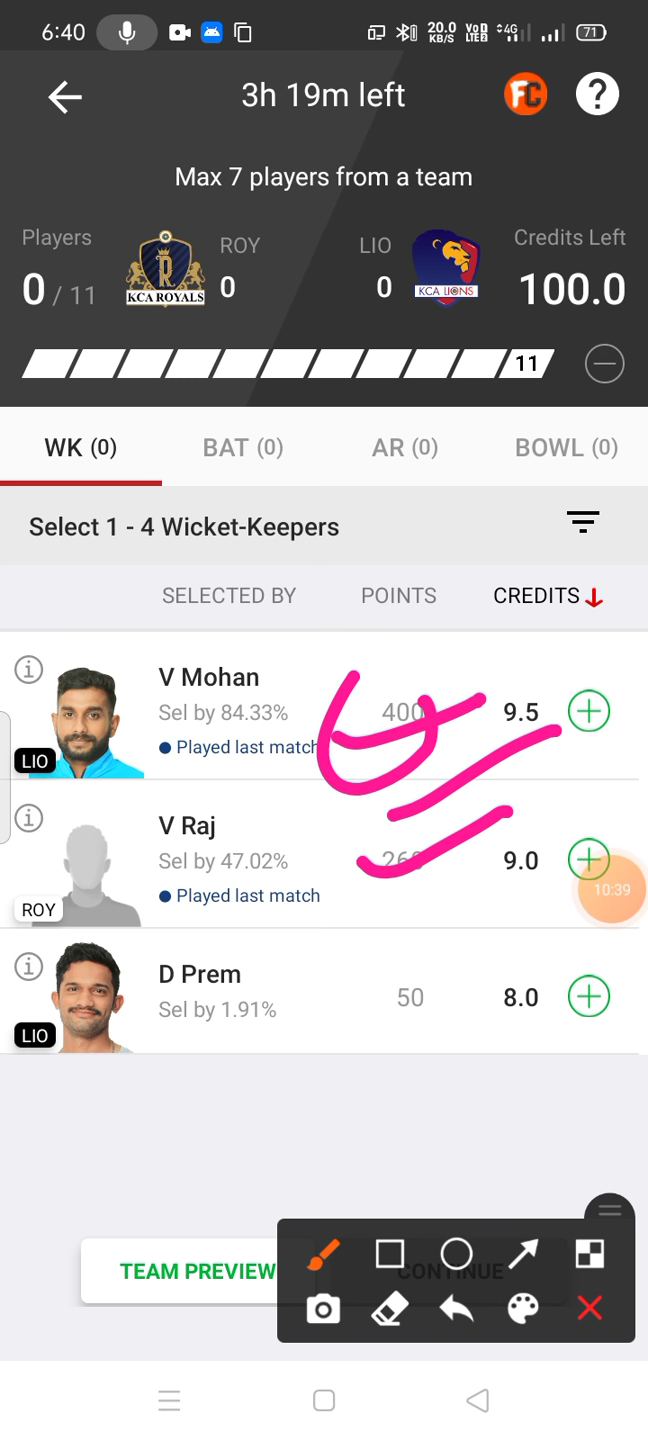 6:40 20.0 KB/S VoD LTE 2 4G 71
3h 19m left FC ?
Max 7 players from a team
Players ROY LIO Credits Left
0 / 11 R KCA ROYALS 0 0 KCA LIONS 100.0
11
WK (0) BAT (0) AR (0) BOWL (0)
Select 1 - 4 Wicket-Keepers
SELECTED BY POINTS CREDITS
V Mohan
Sel by 84.33% 400 9.5
Played last match
LIO
V Raj
Sel by 47.02% 9.0
Played last match
ROY
10:39
D Prem
Sel by 1.91% 50 8.0
LIO
TEAM PREVIEW CONTINUE